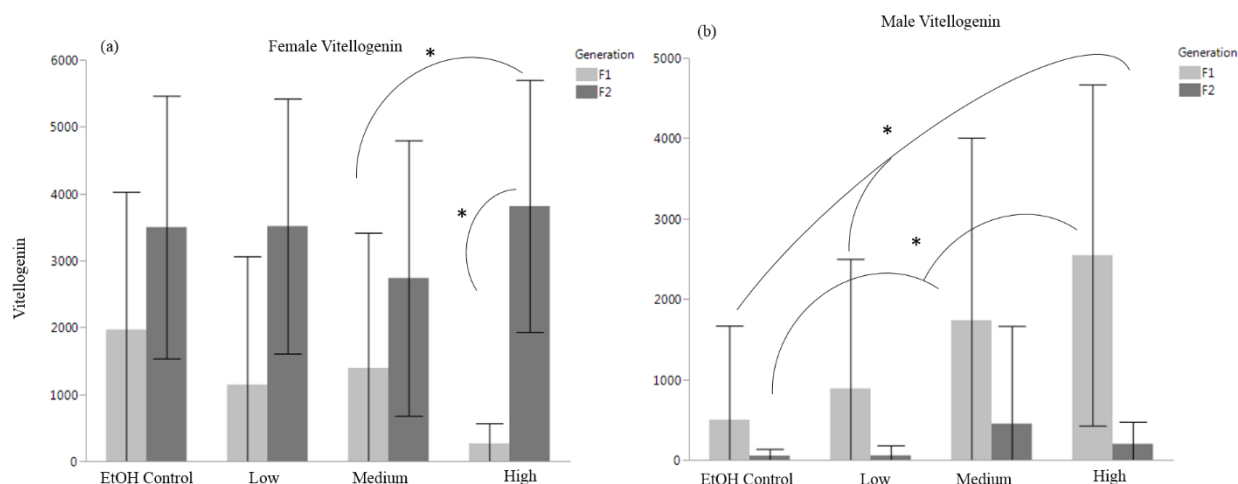 (a)
Female Vitellogenin
*
Generation
F1
F2
6000
5000
4000
3000
2000
1000
0
*
Vitellogenin
EtOH Control Low Medium High
(b)
Male Vitellogenin
Generation
F1
F2
5000
4000
3000
2000
1000
0
*
*
EtOH Control Low Medium High